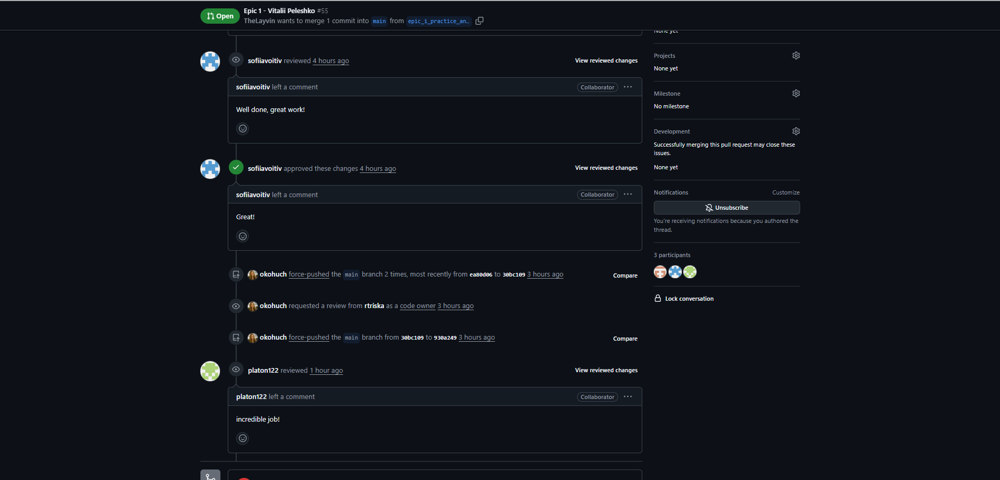 Open
Epic 1 - Vitalii Peleshko #55
TheLayvin wants to merge 1 commit into main from epic_1_practice_an…
sofiiavoitiv reviewed 4 hours ago
View reviewed changes
sofiiavoitiv left a comment
Collaborator
Well done, great work!
sofiiavoitiv approved these changes 4 hours ago
View reviewed changes
sofiiavoitiv left a comment
Collaborator
Great!
okohuch force-pushed the main branch 2 times, most recently from ea80d06 to 30bc109 3 hours ago
Compare
okohuch requested a review from rtriska as a code owner 3 hours ago
okohuch force-pushed the main branch from 30bc109 to 930a249 3 hours ago
Compare
platon122 reviewed 1 hour ago
View reviewed changes
platon122 left a comment
Collaborator
incredible job!
None yet
Projects
None yet
Milestone
No milestone
Development
Successfully merging this pull request may close these
issues.
None yet
Notifications
Customize
Unsubscribe
You're receiving notifications because you authored the
thread.
3 participants
Lock conversation